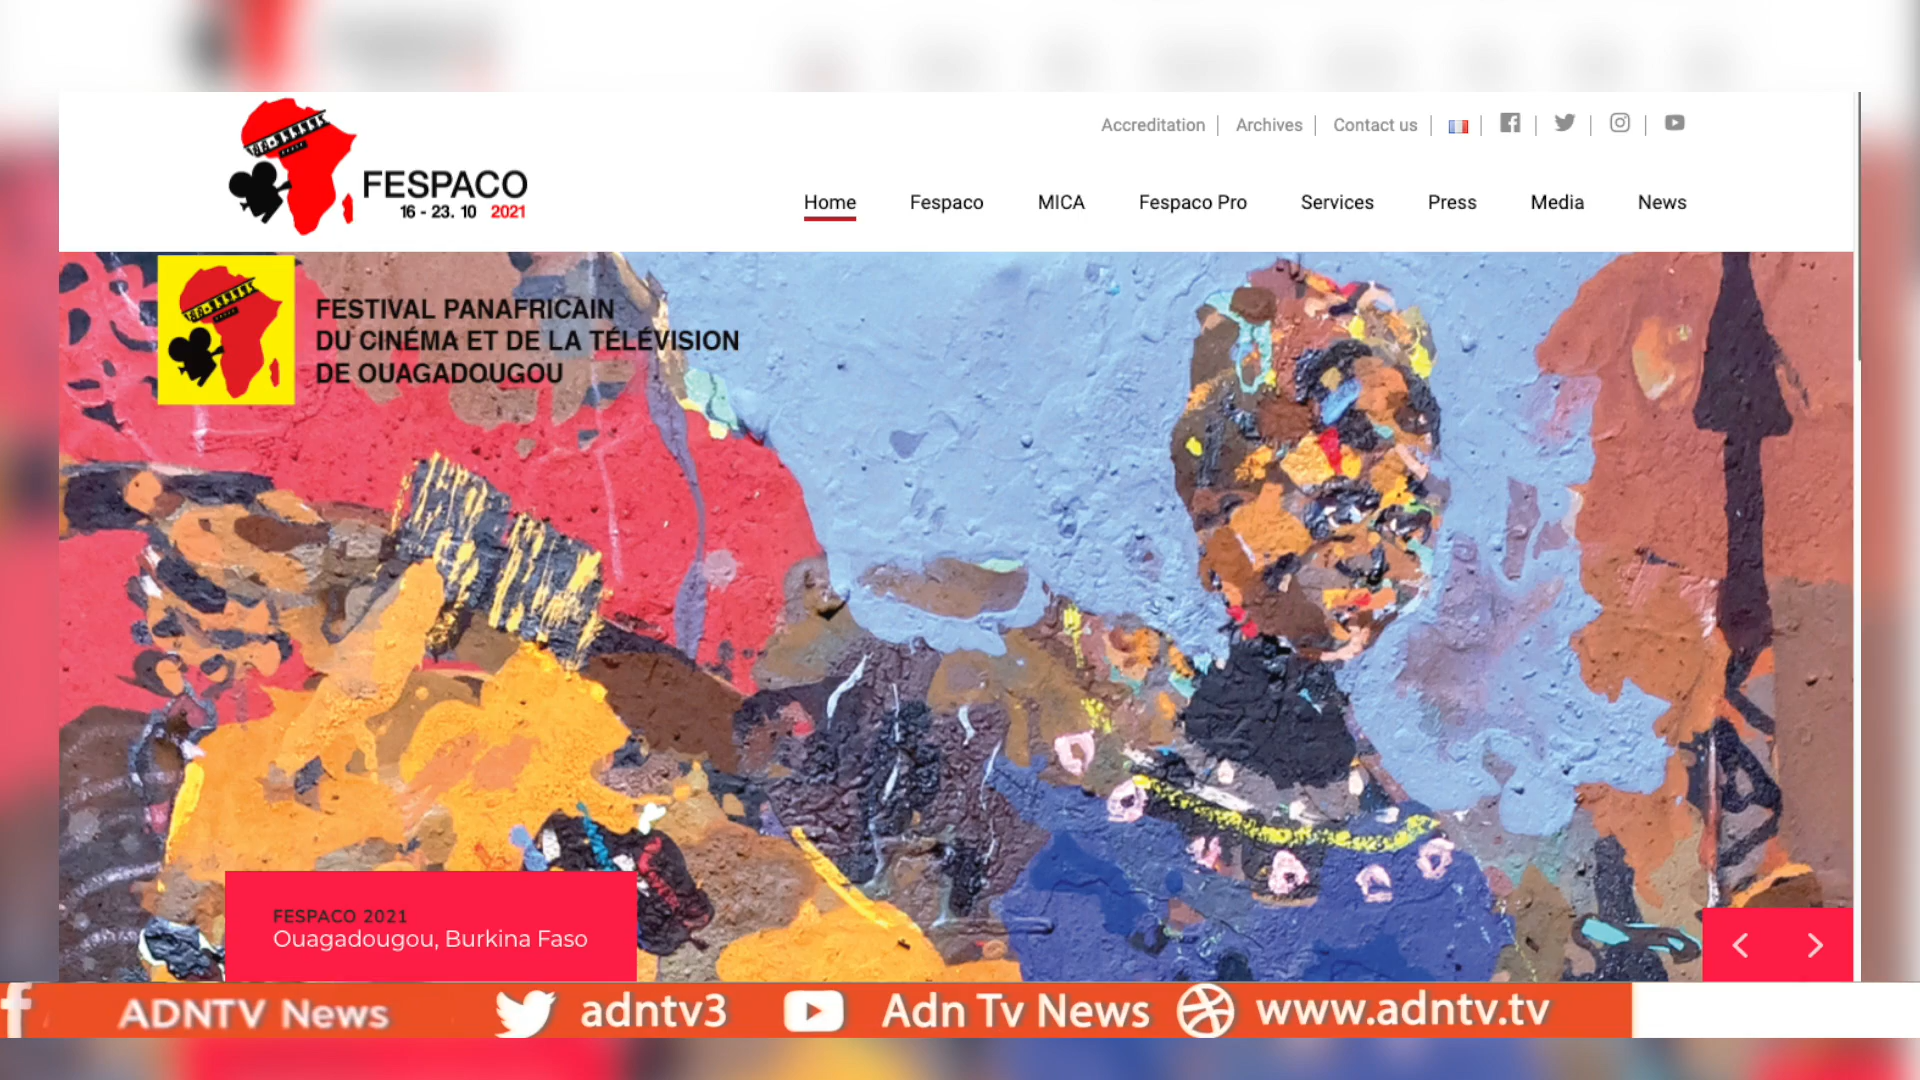 Accreditation
Archives
Contact us
FESPACO
16 - 23. 10 2021
Home
Fespaco
MICA
Fespaco Pro
Services
Press
Media
News
FESTIVAL PANAFRICAIN
DU CINÉMA ET DE LA TÉLÉVISION
DE OUAGADOUGOU
FESPACO 2021
Ouagadougou, Burkina Faso
ADNTV News
adntv3
Adn Tv News
www.adntv.tv